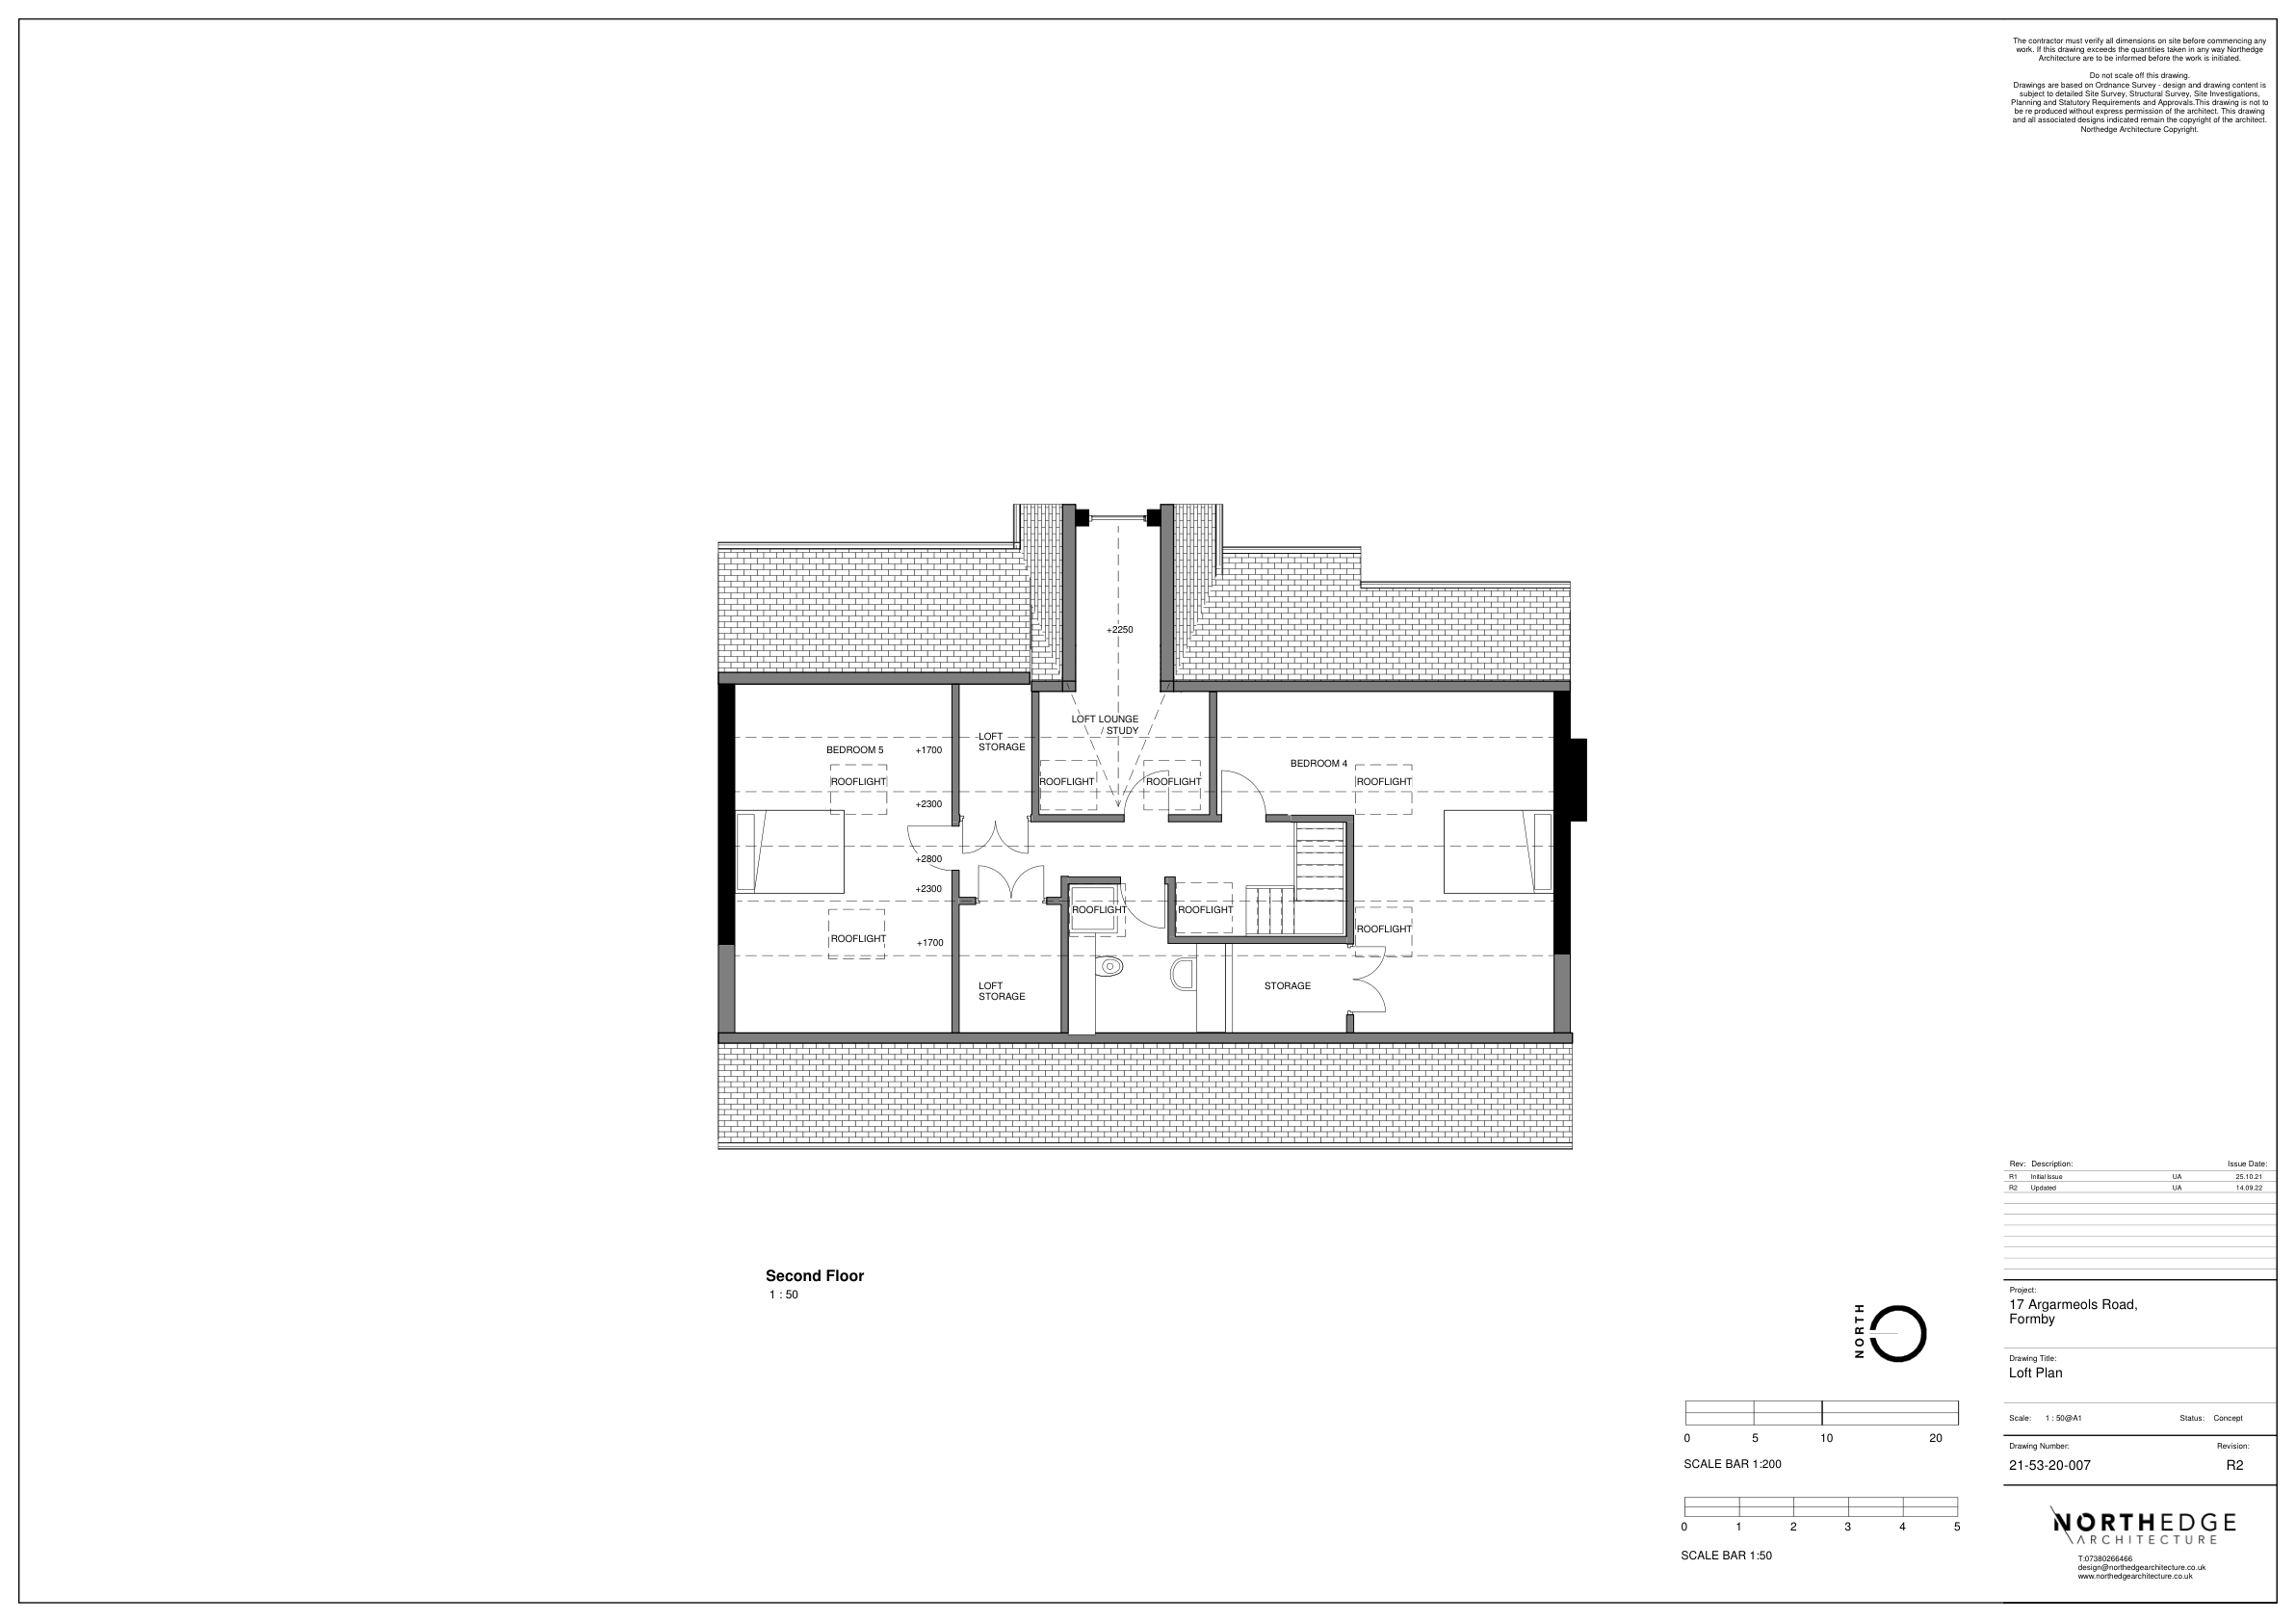 The contractor must verify all dimensions on site before commencing any
work. If this drawing exceeds the quantities taken in any way Northedge
Architecture are to be informed before the work is initiated.
Do not scale off this drawing.
Drawings are based on Ordnance Survey - design and drawing content is
subject to detailed Site Survey, Structural Survey, Site Investigations,
Planning and Statutory Requirements and Approvals.This drawing is not to
be re produced without express permission of the architect. This drawing
and all associated designs indicated remain the copyright of the architect.
Northedge Architecture Copyright.
+2250
LOFT LOUNGE
/ STUDY
LOFT
STORAGE
BEDROOM 5
+1700
BEDROOM 4
ROOFLIGHT
ROOFLIGHT
ROOFLIGHT
ROOFLIGHT
+2300
+2800
+2300
ROOFLIGHT
ROOFLIGHT
ROOFLIGHT
ROOFLIGHT
+1700
LOFT
STORAGE
STORAGE
Second Floor
1 : 50
NORTH
0 5 10 20
SCALE BAR 1:200
0 1 2 3 4 5
SCALE BAR 1:50
Rev: Description: Issue Date:
R1 Initial Issue UA 25.10.21
R2 Updated UA 14.09.22
Project:
17 Argarmeols Road,
Formby
Drawing Title:
Loft Plan
Scale: 1 : 50@A1 Status: Concept
Drawing Number: Revision:
21-53-20-007 R2
NORTHEDGE
ARCHITECTURE
T:07380266466
design@northedgearchitecture.co.uk
www.northedgearchitecture.co.uk